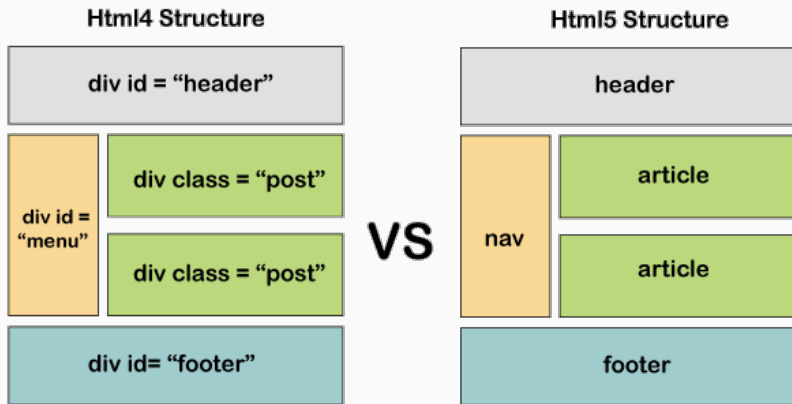 Html4 Structure
div id = “header”
div id =
“menu”
div class = “post”
div class = “post”
div id= “footer”
VS
Html5 Structure
header
nav
article
article
footer